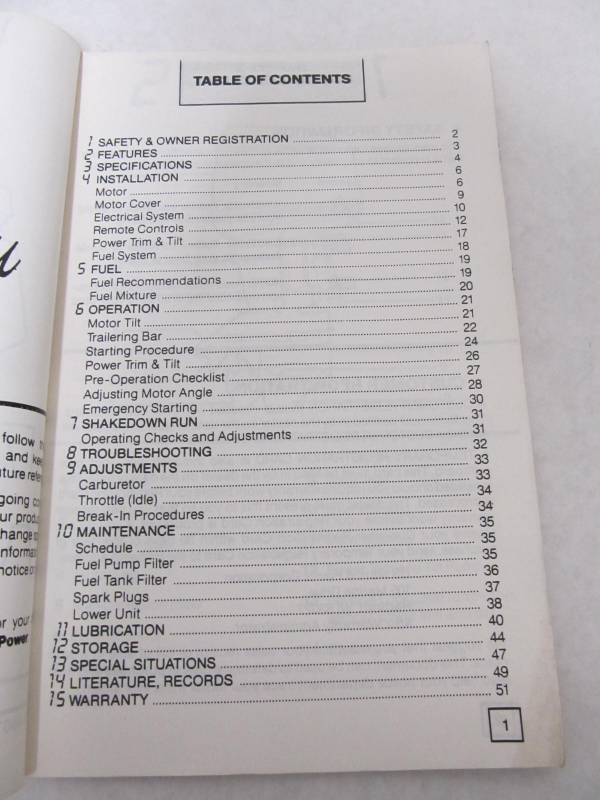 follow
and
going
your
Power
TABLE OF CONTENTS
1 SAFETY & OWNER REGISTRATION 2
2 FEATURES 3
3 SPECIFICATIONS 4
4 INSTALLATION 6
Motor 6
Motor Cover 9
Electrical System 10
Remote Controls 12
Power Trim & Tilt 17
Fuel System 18
5 FUEL 19
Fuel Recommendations 19
Fuel Mixture 20
6 OPERATION 21
Motor Tilt 21
Trailering Bar 22
Starting Procedure 24
Power Trim & Tilt 26
Pre-Operation Checklist 27
Adjusting Motor Angle 28
Emergency Starting 30
7 SHAKEDOWN RUN 31
Operating Checks and Adjustments 31
8 TROUBLESHOOTING 32
9 ADJUSTMENTS 33
Carburetor 33
Throttle (Idle) 34
Break-In Procedures 34
10 MAINTENANCE 35
Schedule 35
Fuel Pump Filter 35
Fuel Tank Filter 36
Spark Plugs 37
Lower Unit 38
11 LUBRICATION 40
12 STORAGE 44
13 SPECIAL SITUATIONS 47
14 LITERATURE, RECORDS 49
15 WARRANTY 51
1